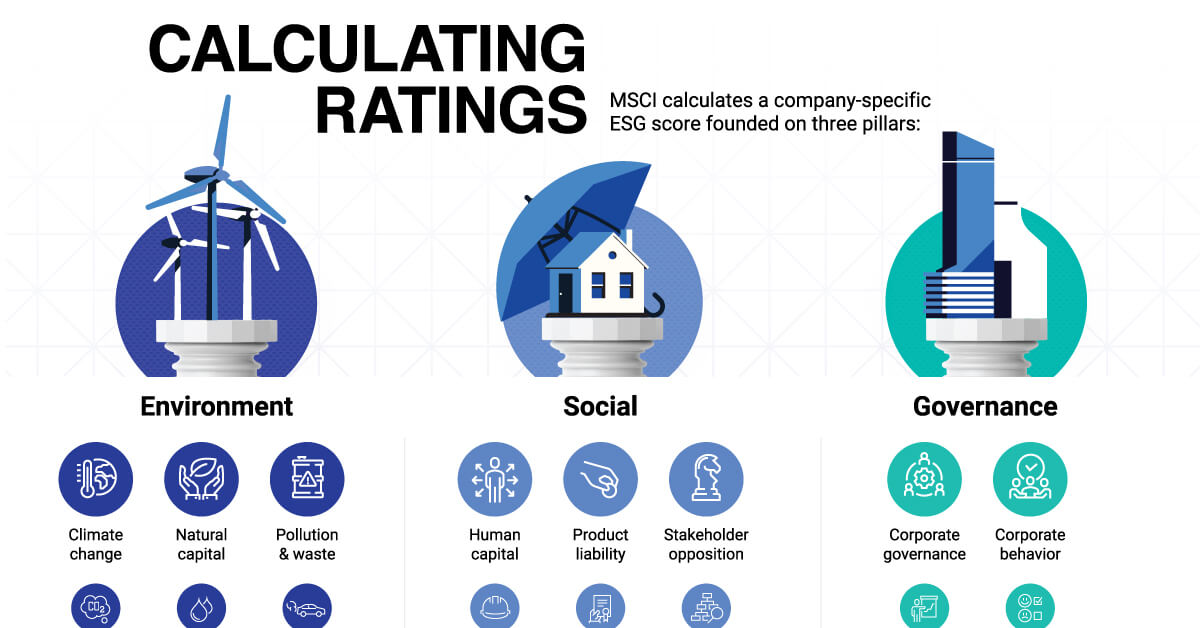 CALCULATING
RATINGS
MSCI calculates a company-specific
ESG score founded on three pillars:
Environment
Social
Governance
Climate
change
Natural
capital
Pollution
& waste
Human
capital
Product
liability
Stakeholder
opposition
Corporate
governance
Corporate
behavior
CO2